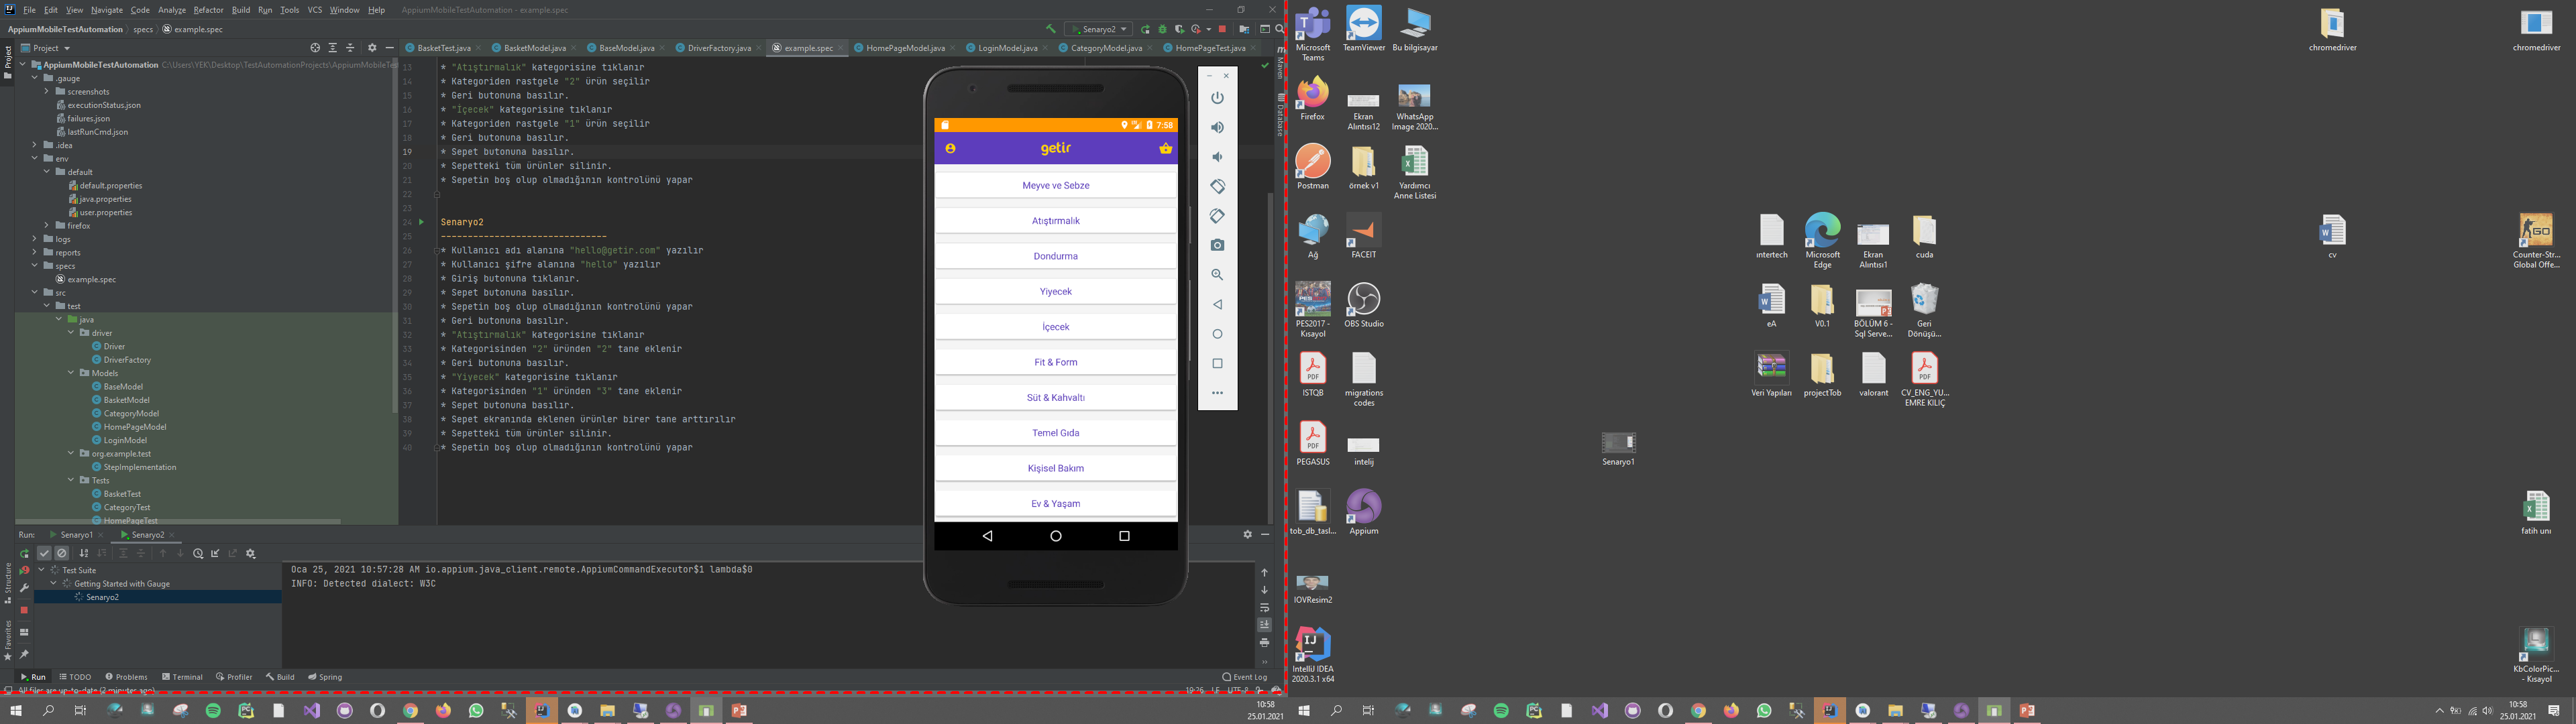 File Edit View Navigate Code Analyze Refactor Build Run Tools VCS Window Help AppiumMobileTestAutomation - example.spec
AppiumMobileTestAutomation specs example.spec
Senaryo2
Project
BasketTest.java BasketModel.java BaseModel.java DriverFactory.java example.spec HomePageModel.java LoginModel.java CategoryModel.java HomePageTest.java
AppiumMobileTestAutomation C:\Users\YEK\Desktop\TestAutomationProjects\AppiumMobileTest
.gauge
screenshots
executionStatus.json
failures.json
lastRunCmd.json
.idea
env
default
default.properties
java.properties
user.properties
firefox
logs
reports
specs
example.spec
src
test
java
driver
Driver
DriverFactory
Models
BaseModel
BasketModel
CategoryModel
HomePageModel
LoginModel
org.example.test
StepImplementation
Tests
BasketTest
CategoryTest
HomePageTest
Project
Structure
Favorites
13 * "Atıştırmalık" kategorisine tıklanır
14 * Kategoriden rastgele "2" ürün seçilir
15 * Geri butonuna basılır.
16 * "İçecek" kategorisine tıklanır
17 * Kategoriden rastgele "1" ürün seçilir
18 * Geri butonuna basılır.
19 * Sepet butonuna basılır.
20 * Sepetteki tüm ürünler silinir.
21 * Sepetin boş olup olmadığının kontrolünü yapar
22
23
24 Senaryo2
25 -------------------------------
26 * Kullanıcı adı alanına "hello@getir.com" yazılır
27 * Kullanıcı şifre alanına "hello" yazılır
28 * Giriş butonuna tıklanır.
29 * Sepet butonuna basılır.
30 * Sepetin boş olup olmadığının kontrolünü yapar
31 * Geri butonuna basılır.
32 * "Atıştırmalık" kategorisine tıklanır
33 * Kategorisinden "2" üründen "2" tane eklenir
34 * Geri butonuna basılır.
35 * "Yiyecek" kategorisine tıklanır
36 * Kategorisinden "1" üründen "3" tane eklenir
37 * Sepet butonuna basılır.
38 * Sepet ekranında eklenen ürünler birer tane arttırılır
39 * Sepetteki tüm ürünler silinir.
40 * Sepetin boş olup olmadığının kontrolünü yapar
7:58
getir
Meyve ve Sebze
Atıştırmalık
Dondurma
Yiyecek
İçecek
Fit & Form
Süt & Kahvaltı
Temel Gıda
Kişisel Bakım
Ev & Yaşam
Maven
Database
Run: Senaryo1 Senaryo2
Test Suite
Getting Started with Gauge
Senaryo2
Oca 25, 2021 10:57:28 AM io.appium.java_client.remote.AppiumCommandExecutor$1 lambda$0
INFO: Detected dialect: W3C
Run TODO Problems Terminal Profiler Build Spring Event Log
All files are up-to-date (2 minutes ago)
19:26 LF UTF-8
10:58
25.01.2021
Microsoft Teams
TeamViewer
Bu bilgisayar
chromedriver
chromedriver
Firefox
Ekran Alıntısı12
WhatsApp Image 2020...
Postman
örnek v1
Yardımcı Anne Listesi
Ağ
FACEIT
ıntertech
Microsoft Edge
Ekran Alıntısı1
cuda
cv
Counter-Str... Global Offe...
PES2017 - Kısayol
OBS Studio
eA
V0.1
BÖLÜM 6 - Sql Serve...
Geri Dönüşü...
ISTQB
migrations codes
Veri Yapıları
projectTob
valorant
CV_ENG_YU... EMRE KILIÇ
PEGASUS
intelij
Senaryo1
tob_db_tasl...
Appium
fatih unı
IOVResim2
IntelliJ IDEA 2020.3.1 x64
KbColorPic... - Kısayol
10:58
25.01.2021